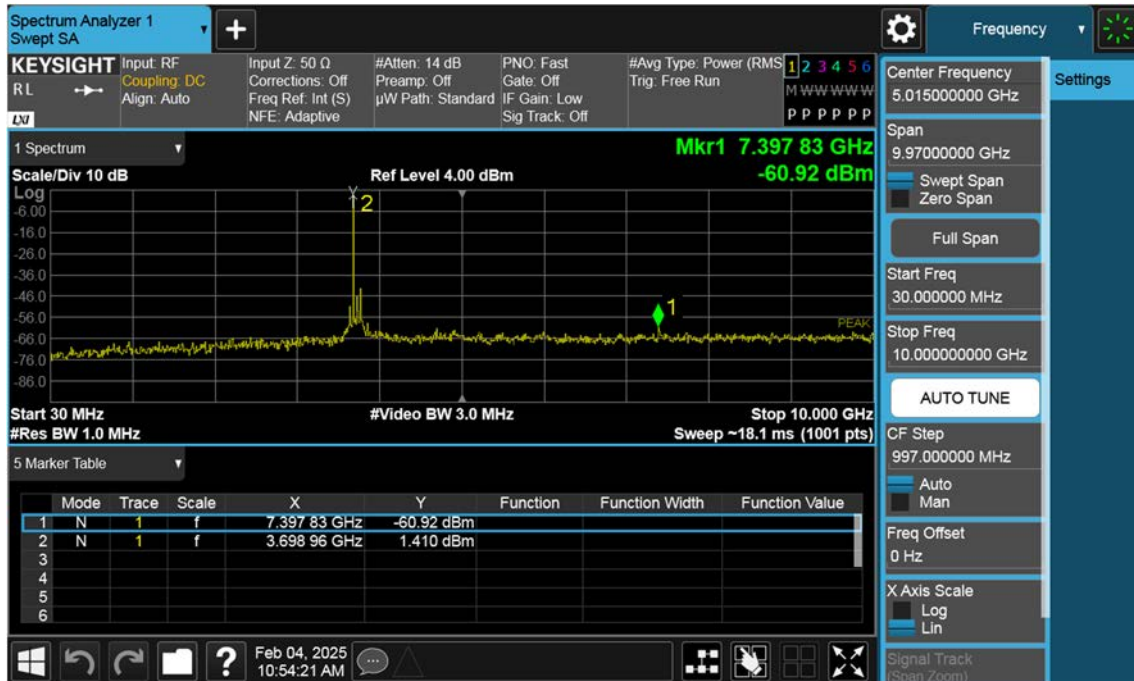 Spectrum Analyzer 1
Swept SA
+
Frequency
KEYSIGHT
RL
LXI
Input: RF
Coupling: DC
Align: Auto
Input Z: 50 Ω
Corrections: Off
Freq Ref: Int (S)
NFE: Adaptive
#Atten: 14 dB
Preamp: Off
µW Path: Standard
PNO: Fast
Gate: Off
IF Gain: Low
Sig Track: Off
#Avg Type: Power (RMS
Trig: Free Run
1 2 3 4 5 6
M W W W W W
P P P P P P
1 Spectrum
Mkr1 7.397 83 GHz
-60.92 dBm
Scale/Div 10 dB
Ref Level 4.00 dBm
Log
-6.00
-16.0
-26.0
-36.0
-46.0
-56.0
-66.0
-76.0
-86.0
2
1
PEAK
Start 30 MHz
#Video BW 3.0 MHz
Stop 10.000 GHz
#Res BW 1.0 MHz
Sweep ~18.1 ms (1001 pts)
5 Marker Table
Mode Trace Scale X Y Function Function Width Function Value
1 N 1 f 7.397 83 GHz -60.92 dBm
2 N 1 f 3.698 96 GHz 1.410 dBm
3
4
5
6
Feb 04, 2025
10:54:21 AM
?
Center Frequency
5.015000000 GHz
Span
9.97000000 GHz
Swept Span
Zero Span
Full Span
Start Freq
30.000000 MHz
Stop Freq
10.000000000 GHz
AUTO TUNE
CF Step
997.000000 MHz
Auto
Man
Freq Offset
0 Hz
X Axis Scale
Log
Lin
Signal Track
(Span Zoom)
Settings